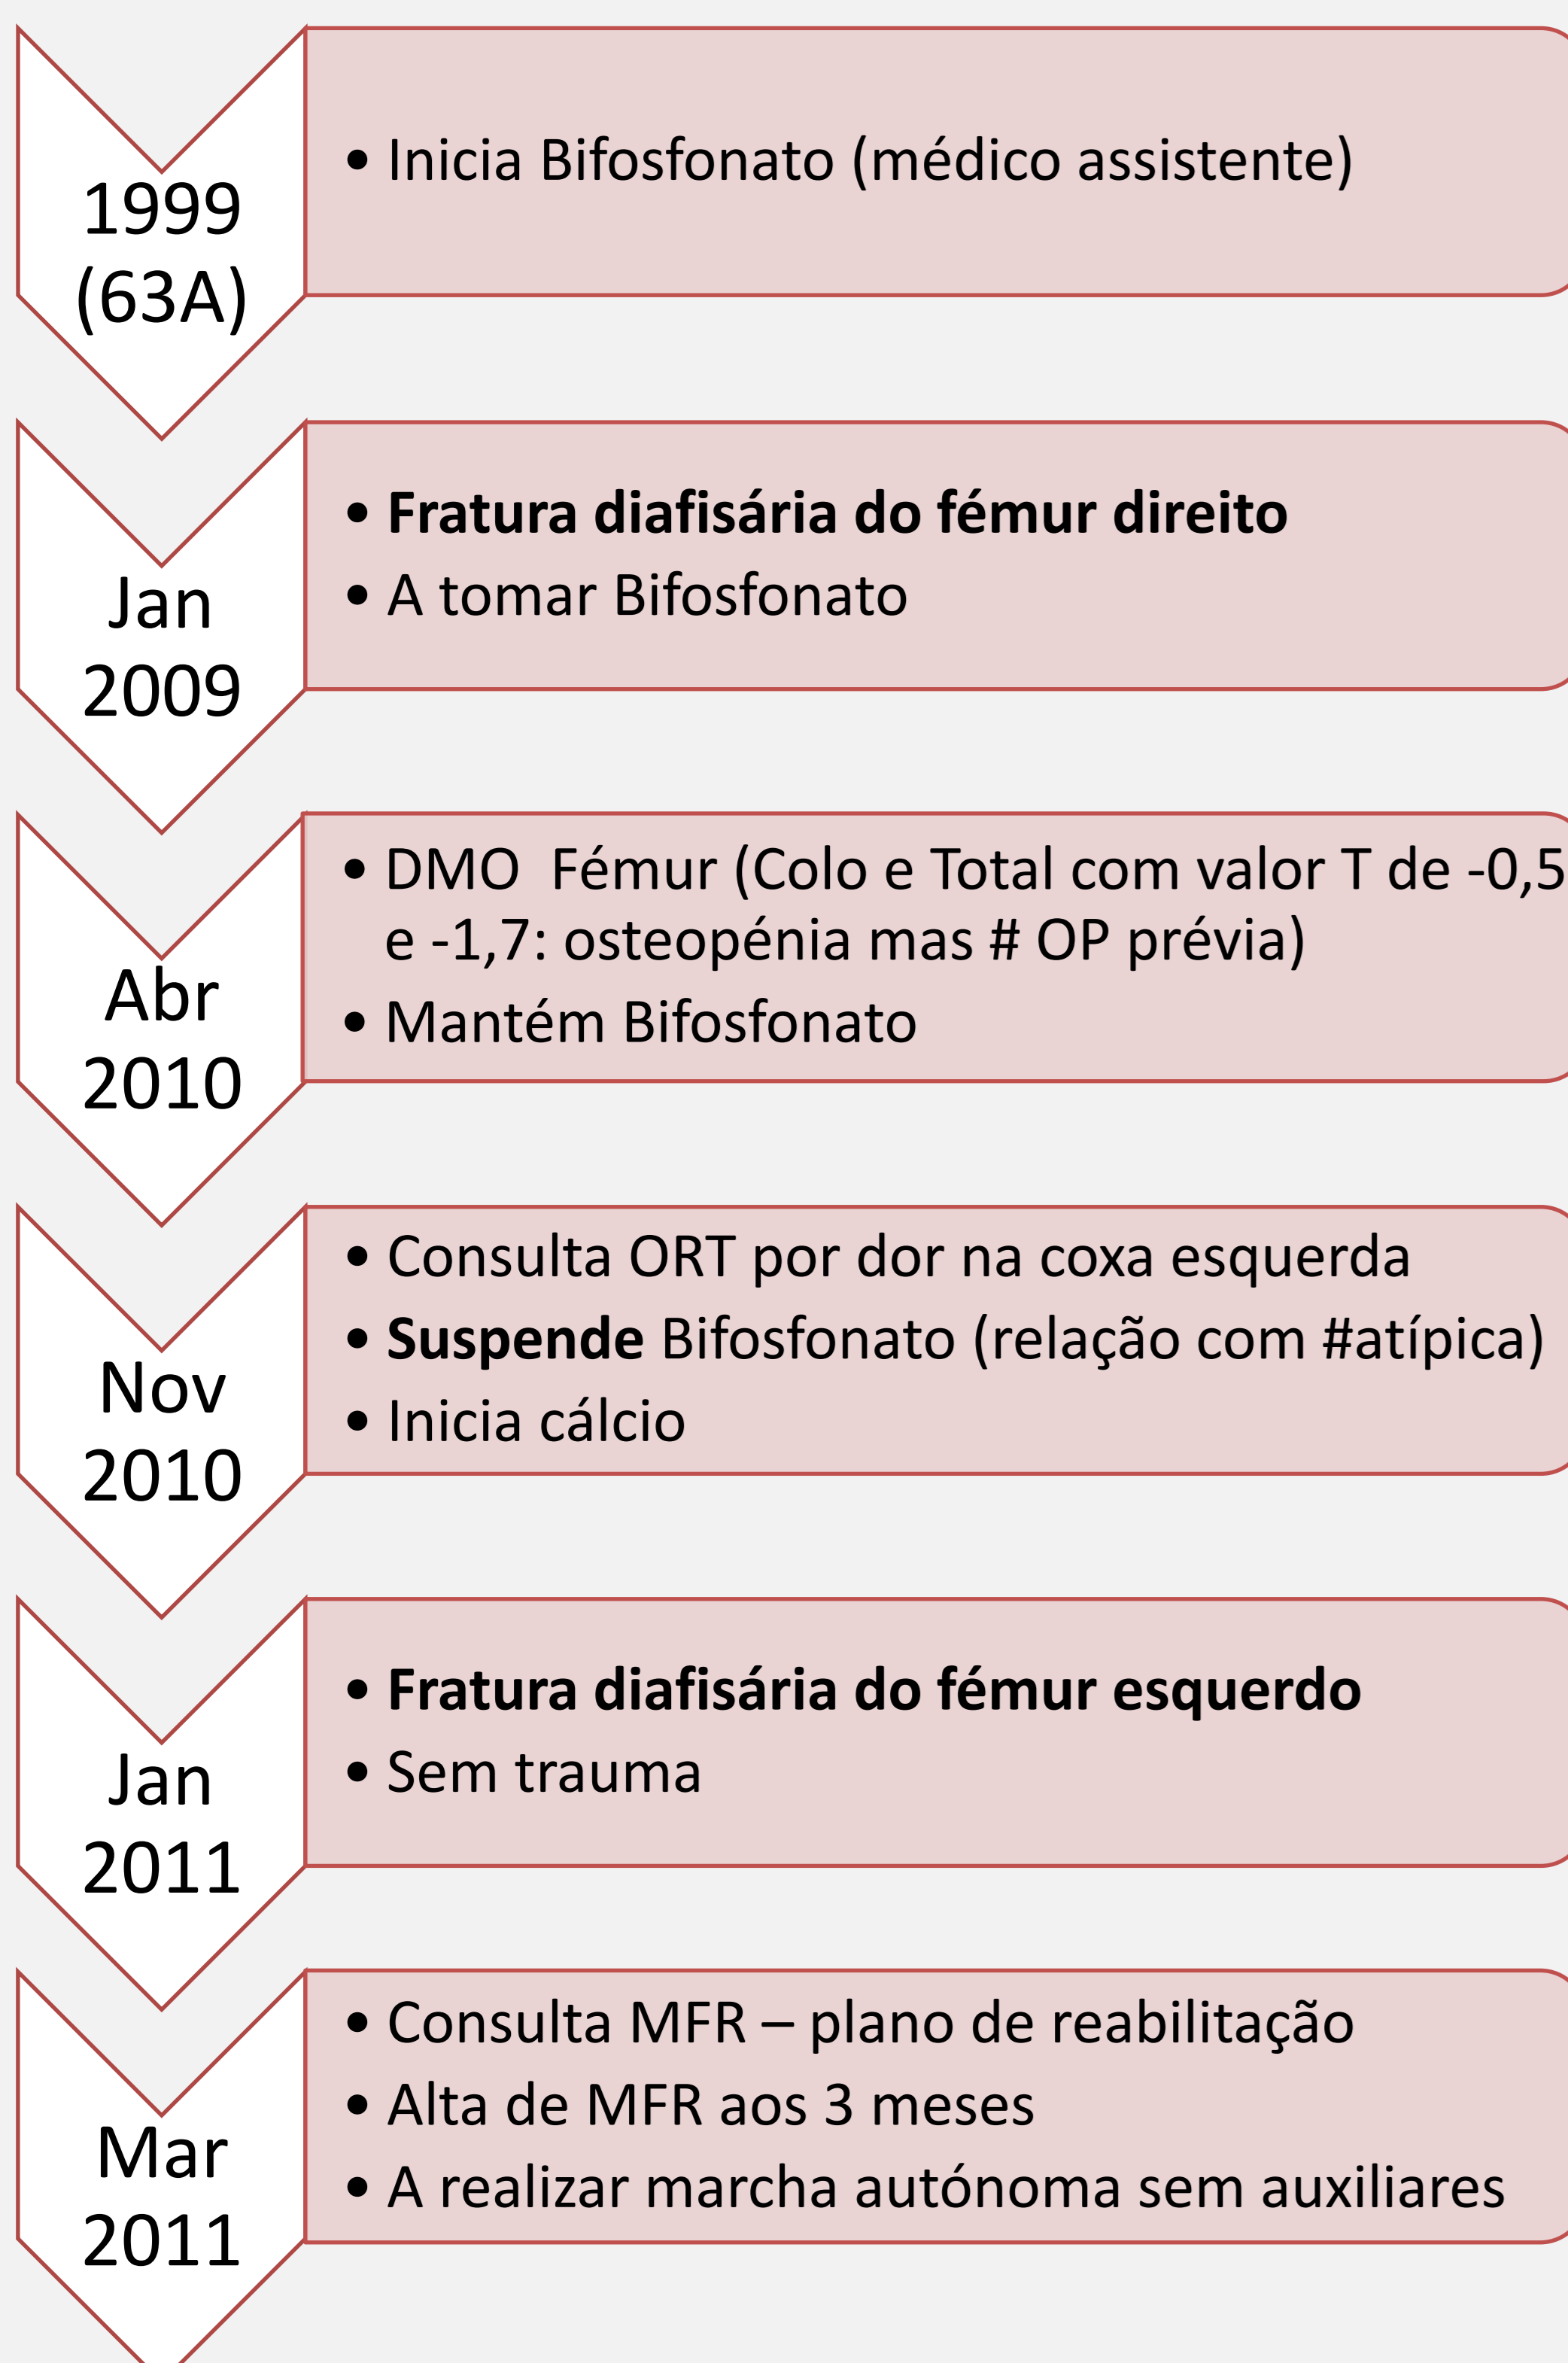 1999
(63A)
• Inicia Bifosfonato (médico assistente)
Jan
2009
• Fratura diafisária do fémur direito
• A tomar Bifosfonato
Abr
2010
• DMO Fémur (Colo e Total com valor T de -0,5
e -1,7: osteopénia mas # OP prévia)
• Mantém Bifosfonato
Nov
2010
• Consulta ORT por dor na coxa esquerda
• Suspende Bifosfonato (relação com #atípica)
• Inicia cálcio
Jan
2011
• Fratura diafisária do fémur esquerdo
• Sem trauma
Mar
2011
• Consulta MFR – plano de reabilitação
• Alta de MFR aos 3 meses
• A realizar marcha autónoma sem auxiliares